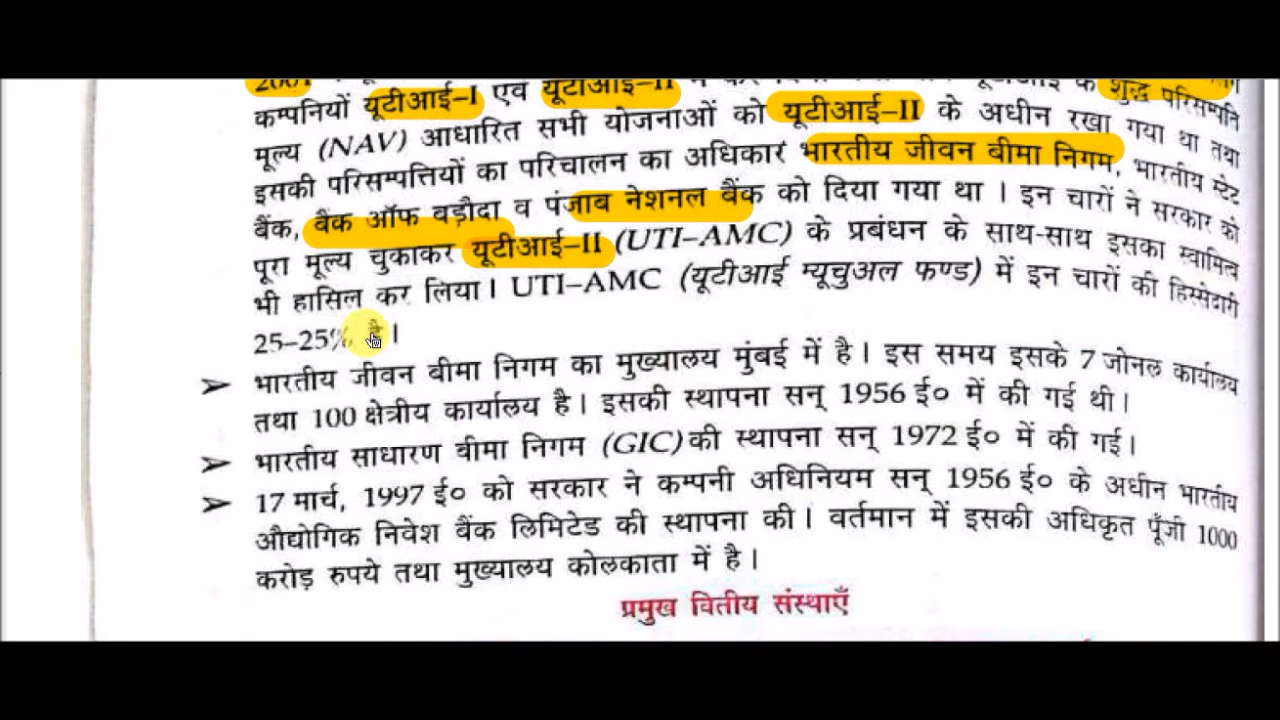 2001
कम्पनियों यूटीआई–I एवं यूटीआई–II के शुद्ध परिसम्पत्ति
मूल्य (NAV) आधारित सभी योजनाओं को यूटीआई–II के अधीन रखा गया था तथा
इसकी परिसम्पत्तियों का परिचालन का अधिकार भारतीय जीवन बीमा निगम, भारतीय स्टेट
बैंक, बैंक ऑफ बड़ौदा व पंजाब नेशनल बैंक को दिया गया था। इन चारों ने सरकार को
पूरा मूल्य चुकाकर यूटीआई–II (UTI–AMC) के प्रबंधन के साथ-साथ इसका स्वामित्व
भी हासिल कर लिया। UTI–AMC (यूटीआई म्यूचुअल फण्ड) में इन चारों की हिस्सेदारी
25–25% है।
➢ भारतीय जीवन बीमा निगम का मुख्यालय मुंबई में है। इस समय इसके 7 जोनल कार्यालय
तथा 100 क्षेत्रीय कार्यालय है। इसकी स्थापना सन् 1956 ई० में की गई थी।
➢ भारतीय साधारण बीमा निगम (GIC) की स्थापना सन् 1972 ई० में की गई।
➢ 17 मार्च, 1997 ई० को सरकार ने कम्पनी अधिनियम सन् 1956 ई० के अधीन भारतीय
औद्योगिक निवेश बैंक लिमिटेड की स्थापना की। वर्तमान में इसकी अधिकृत पूँजी 1000
करोड़ रुपये तथा मुख्यालय कोलकाता में है।
प्रमुख वितीय संस्थाएँ